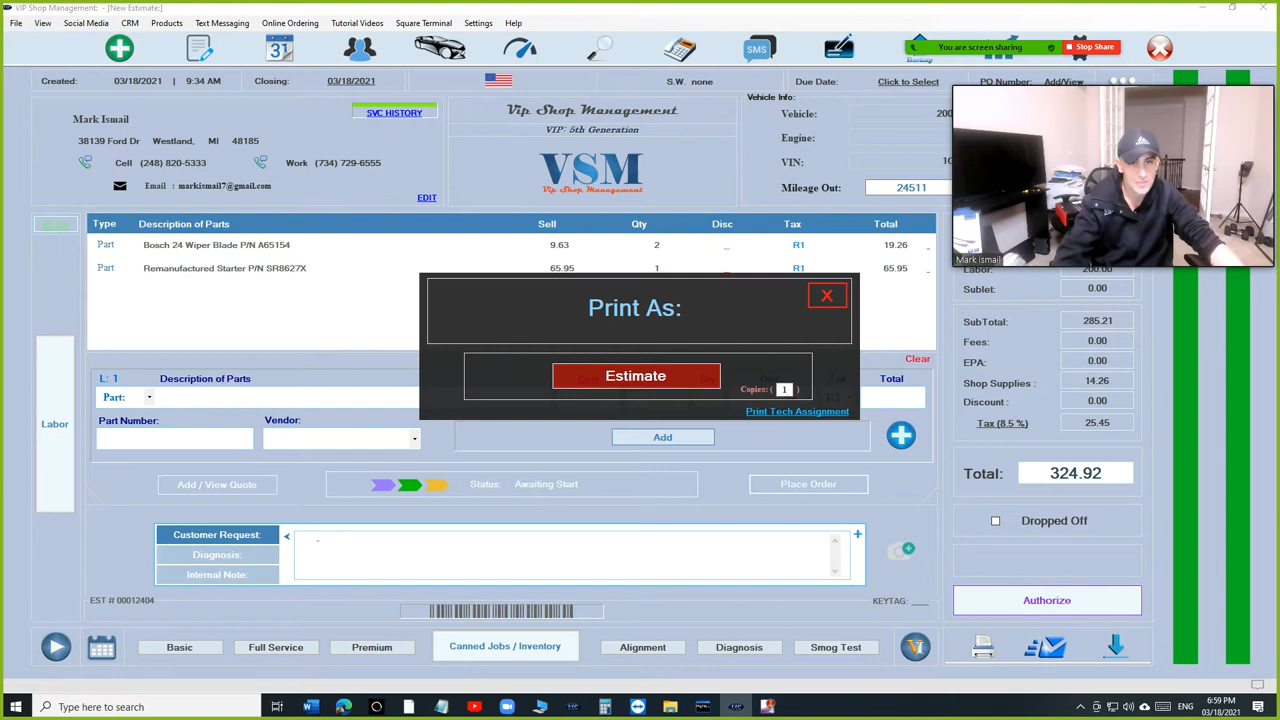 VIP Shop Management: - [New Estimate:]
File View Social Media CRM Products Text Messaging Online Ordering Tutorial Videos Square Terminal Settings Help
31 SMS Backup You are screen sharing Stop Share
Created: 03/18/2021 | 9:34 AM Closing: 03/18/2021 S.W. none Due Date: Click to Select PO Number: Add/View
Mark Ismail
SVC HISTORY
38139 Ford Dr Westland, MI 48185
Cell (248) 820-5333 Work (734) 729-6555
Email : markismail7@gmail.com
EDIT
Vip Shop Management
VIP: 5th Generation
VSM
Vip Shop Management
Vehicle Info:
Vehicle: 200
Engine:
VIN: 1G
Mileage Out: 24511
Mark Ismail
Type Description of Parts Sell Qty Disc Tax Total
Part Bosch 24 Wiper Blade P/N A65154 9.63 2 _ R1 19.26 _
Part Remanufactured Starter P/N SR8627X 65.95 1 _ R1 65.95 _
Print As:
X
Estimate
Copies: ( 1 )
Print Tech Assignment
Clear
Labor
L: 1 Description of Parts Total
Part:
Part Number: Vendor:
Add
Add / View Quote Status: Awaiting Start Place Order
Customer Request: < - +
Diagnosis:
Internal Note:
EST # 00012404 KEYTAG: ___
Labor: 200.00
Sublet: 0.00
SubTotal: 285.21
Fees: 0.00
EPA: 0.00
Shop Supplies : 14.26
Discount : 0.00
Tax (8.5 %) 25.45
Total: 324.92
Dropped Off
Authorize
Basic Full Service Premium Canned Jobs / Inventory Alignment Diagnosis Smog Test
Type here to search
ENG 6:59 PM
03/18/2021